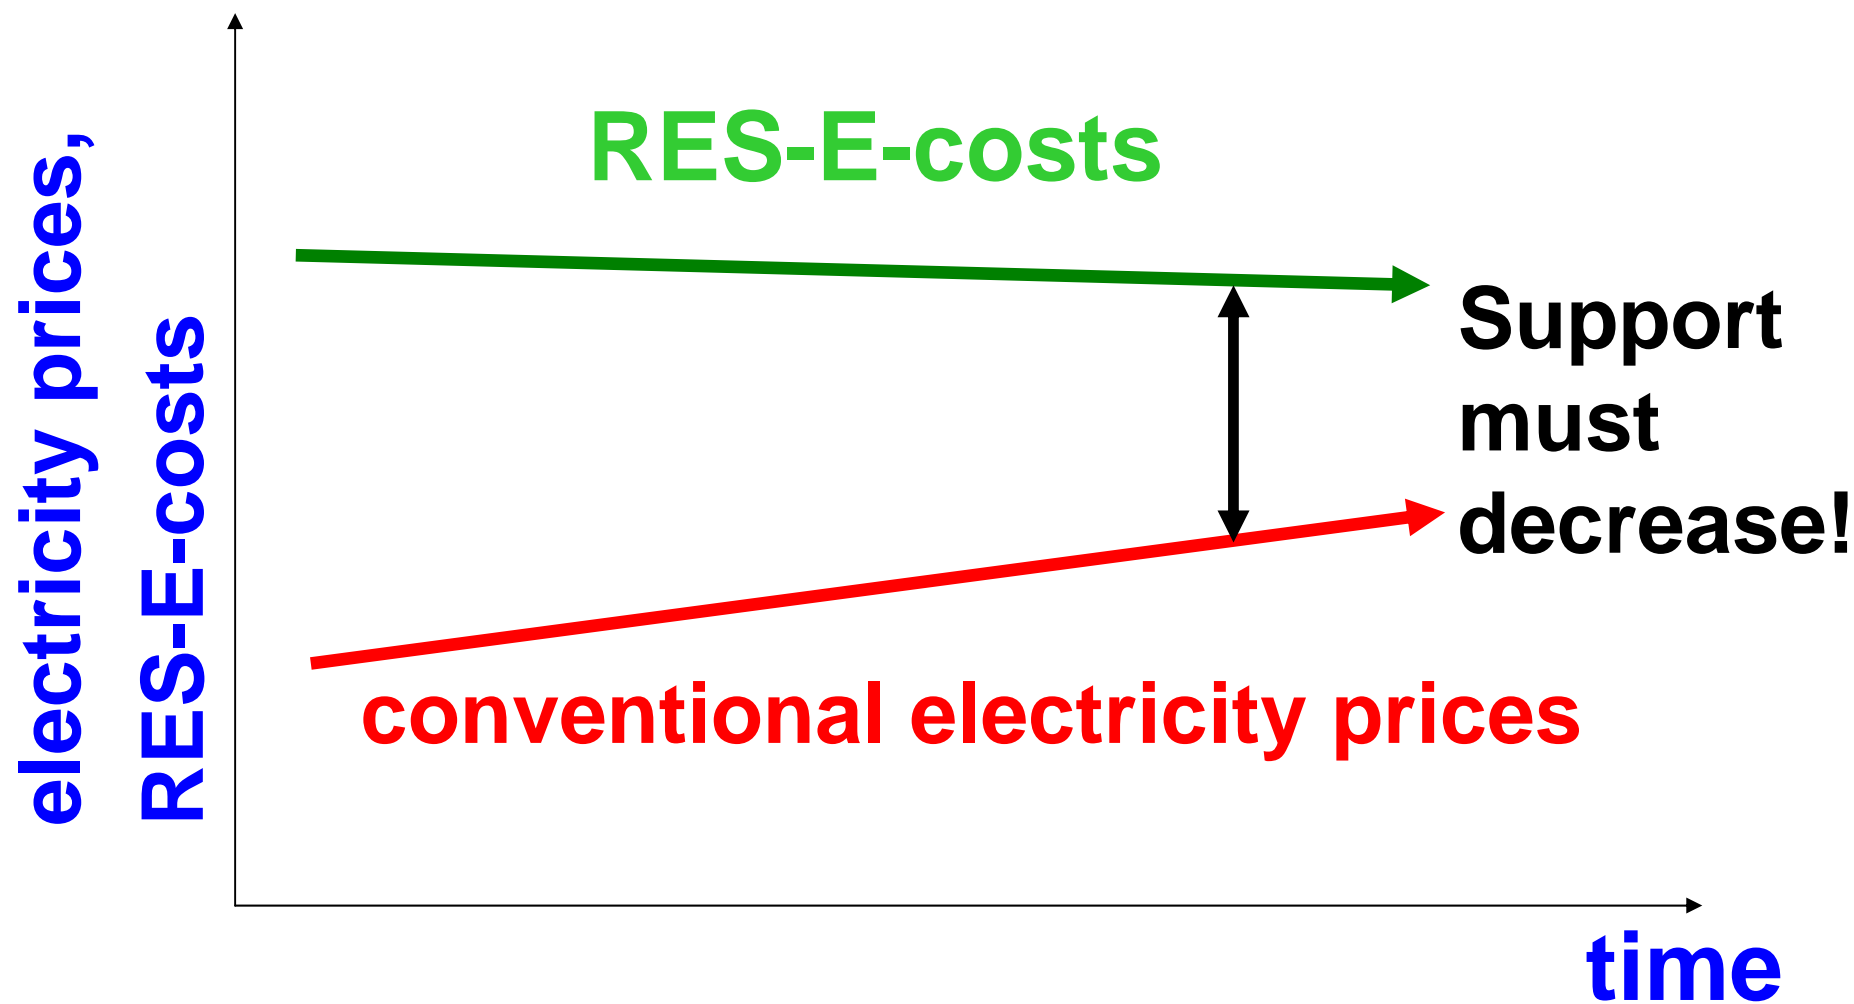 electricity prices,
RES-E-costs
RES-E-costs
Support
must
decrease!
conventional electricity prices
time